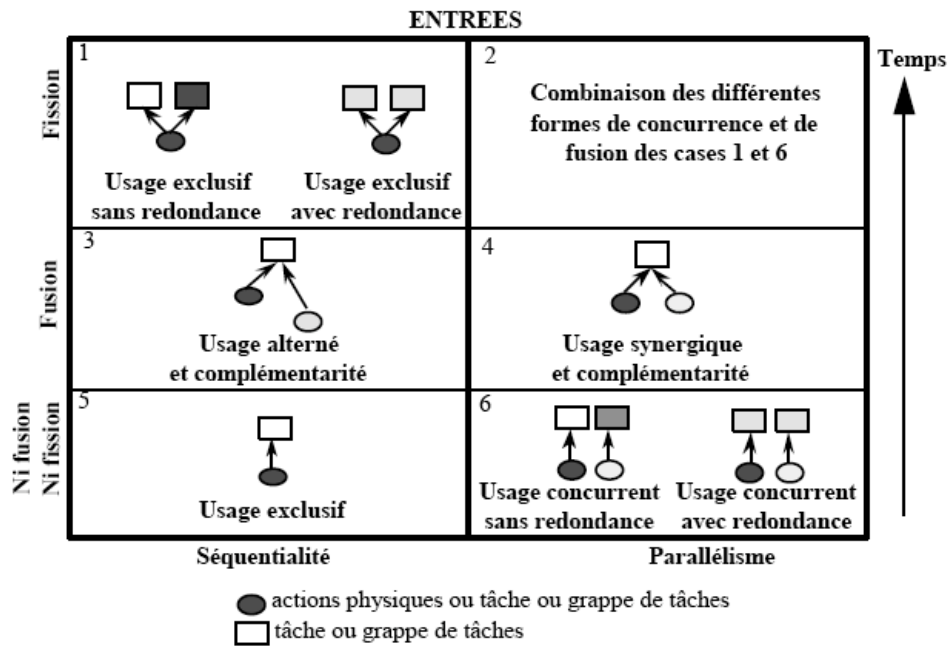 ENTREES
Temps
Fission
1
Usage exclusif
sans redondance
Usage exclusif
avec redondance
2
Combinaison des différentes
formes de concurrence et de
fusion des cases 1 et 6
Fusion
3
Usage alterné
et complémentarité
4
Usage synergique
et complémentarité
Ni fusion
Ni fission
5
Usage exclusif
6
Usage concurrent
sans redondance
Usage concurrent
avec redondance
Séquentialité
Parallélisme
actions physiques ou tâche ou grappe de tâches
tâche ou grappe de tâches